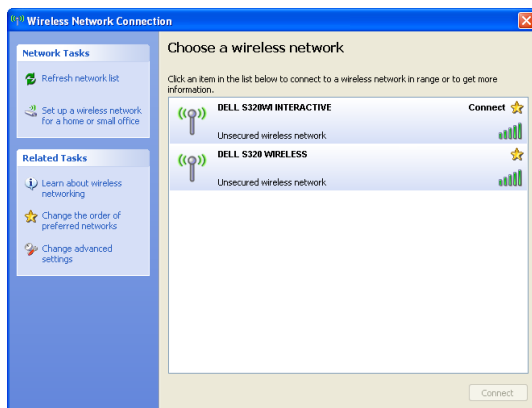 Wireless Network Connection
Network Tasks
Refresh network list
Set up a wireless network
for a home or small office
Related Tasks
Learn about wireless
networking
Change the order of
preferred networks
Change advanced
settings
Choose a wireless network
Click an item in the list below to connect to a wireless network in range or to get more
information.
DELL S320WI INTERACTIVE Connect
Unsecured wireless network
DELL S320 WIRELESS
Unsecured wireless network
Connect